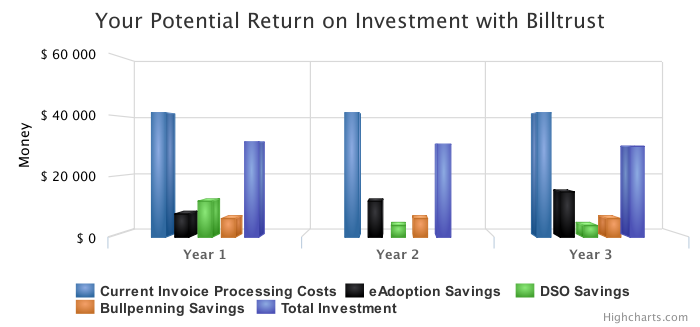 Your Potential Return on Investment with Billtrust
$ 60 000
$ 40 000
$ 20 000
$ 0
Money
Year 1 Year 2 Year 3
Current Invoice Processing Costs eAdoption Savings DSO Savings
Bullpenning Savings Total Investment
Highcharts.com